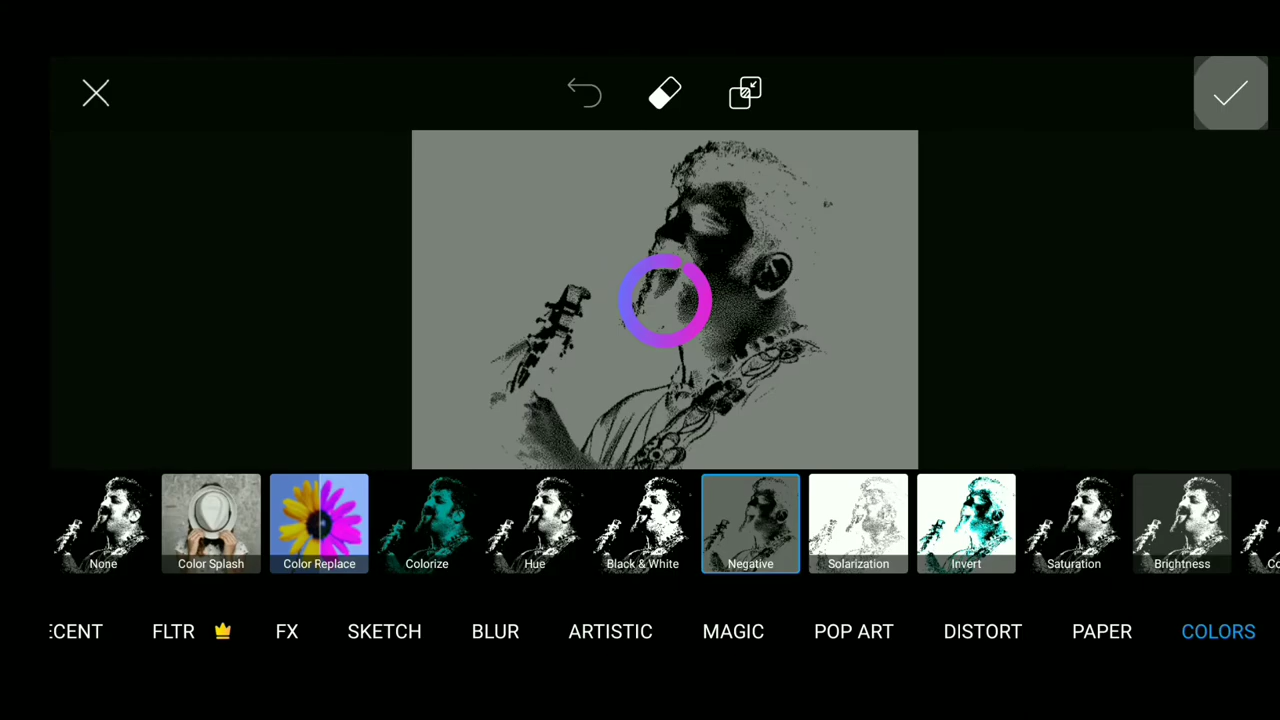 None Color Splash Color Replace Colorize Hue Black & White Negative Solarization Invert Saturation Brightness Co
ECENT FLTR FX SKETCH BLUR ARTISTIC MAGIC POP ART DISTORT PAPER COLORS